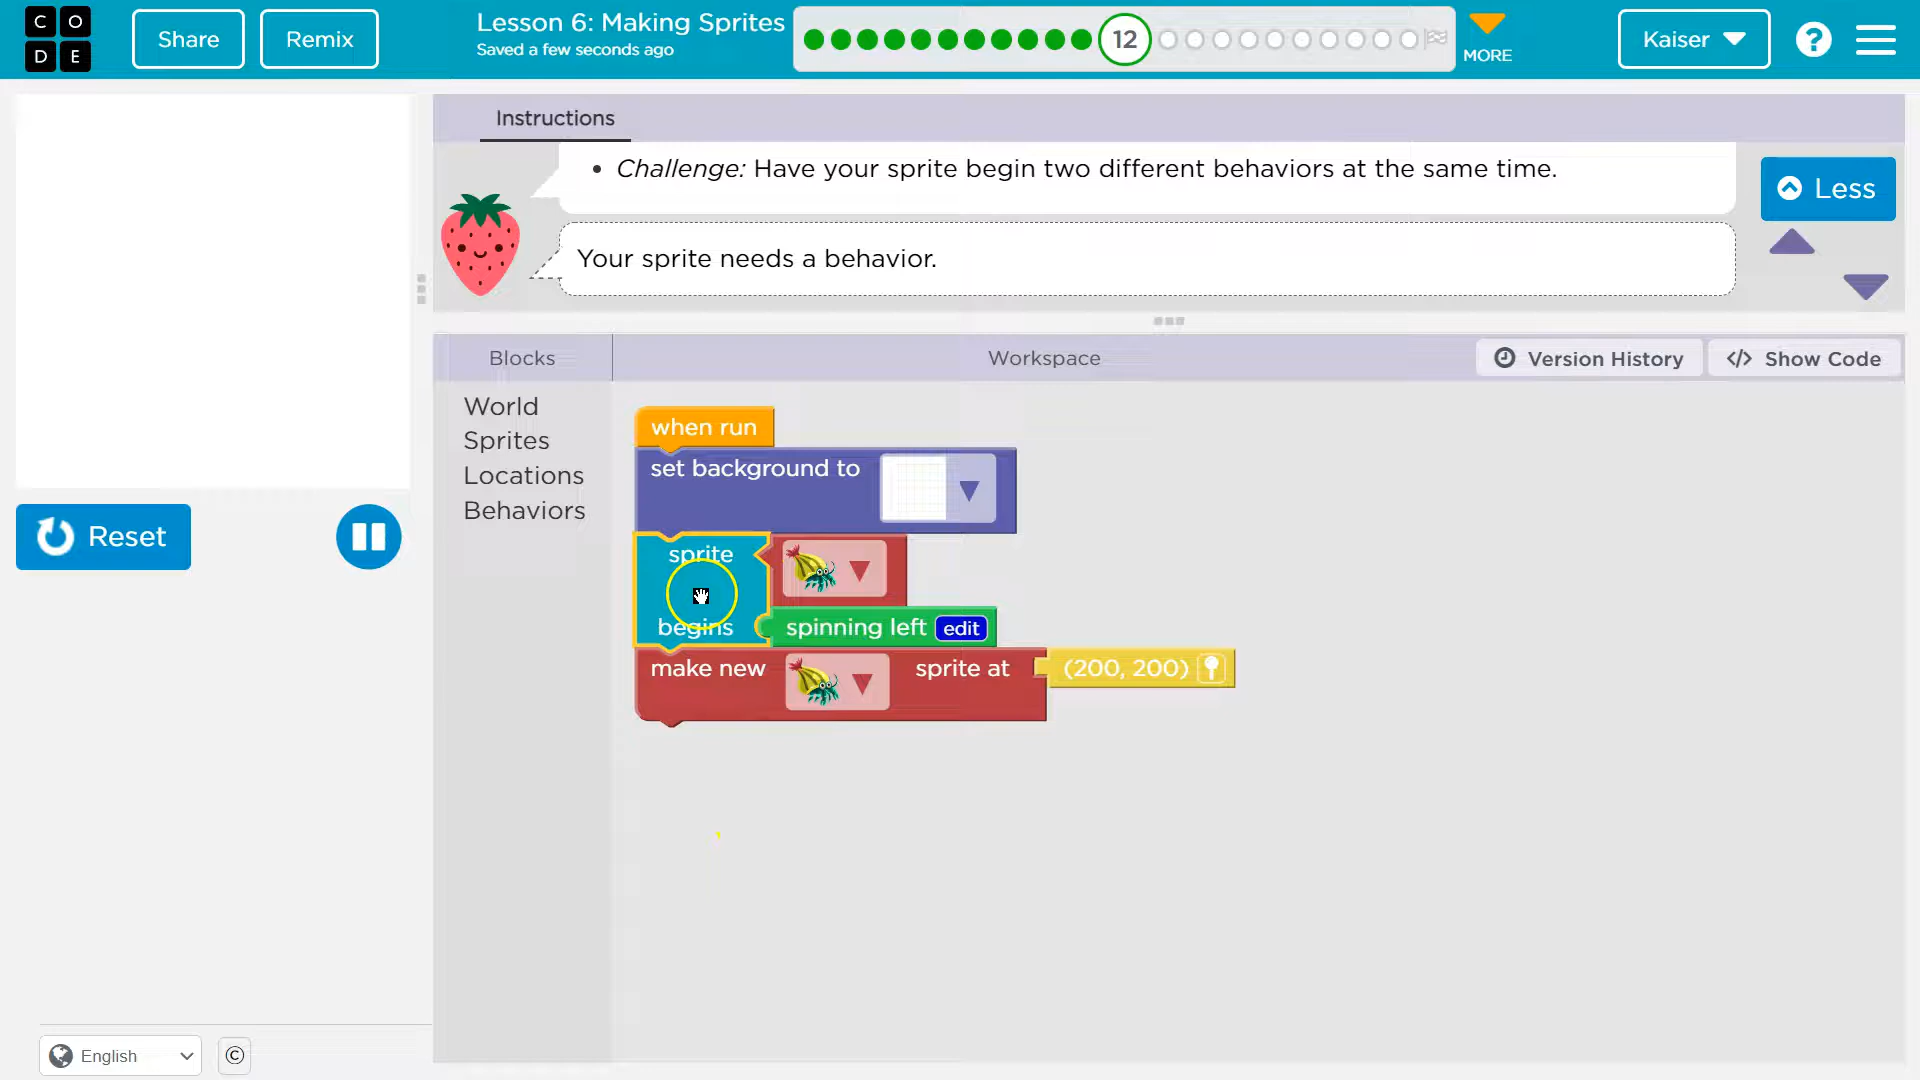 C O
D E
Share
Remix
Lesson 6: Making Sprites
Saved a few seconds ago
12
MORE
Kaiser
?
Instructions
• Challenge: Have your sprite begin two different behaviors at the same time.
Less
Your sprite needs a behavior.
Blocks
Workspace
Version History
</> Show Code
World
Sprites
Locations
Behaviors
when run
set background to
sprite
begins
spinning left edit
make new
sprite at
(200, 200)
Reset
English
©